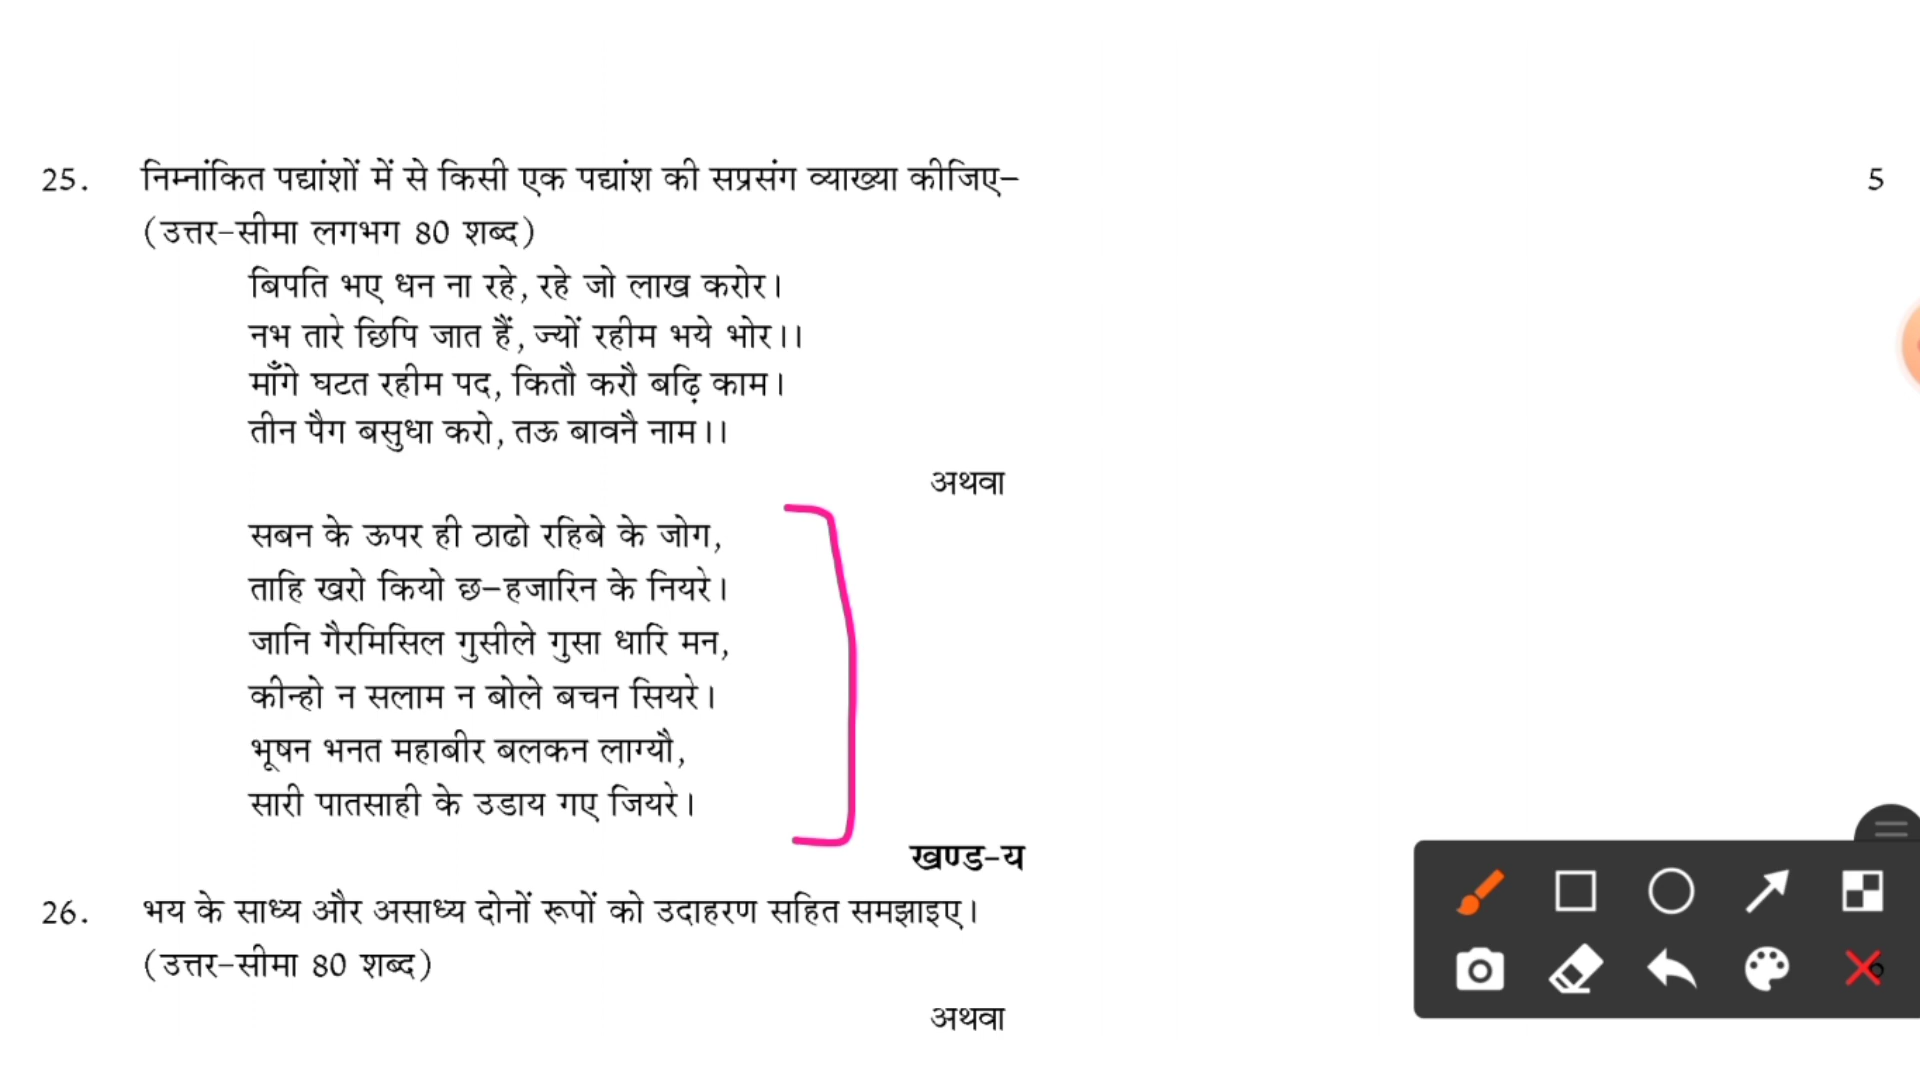 25. निम्नांकित पद्यांशों में से किसी एक पद्यांश की सप्रसंग व्याख्या कीजिए– 5
(उत्तर–सीमा लगभग 80 शब्द)
बिपति भए धन ना रहे, रहे जो लाख करोर।
नभ तारे छिपि जात हैं, ज्यों रहीम भये भोर।।
माँगे घटत रहीम पद, कितौ करौ बढ़ि काम।
तीन पैग बसुधा करो, तऊ बावनै नाम।।
अथवा
सबन के ऊपर ही ठाढो रहिबे के जोग,
ताहि खरो कियो छ–हजारिन के नियरे।
जानि गैरमिसिल गुसीले गुसा धारि मन,
कीन्हो न सलाम न बोले बचन सियरे।
भूषन भनत महाबीर बलकन लाग्यौ,
सारी पातसाही के उडाय गए जियरे।
खण्ड-य
26. भय के साध्य और असाध्य दोनों रूपों को उदाहरण सहित समझाइए।
(उत्तर–सीमा 80 शब्द)
अथवा